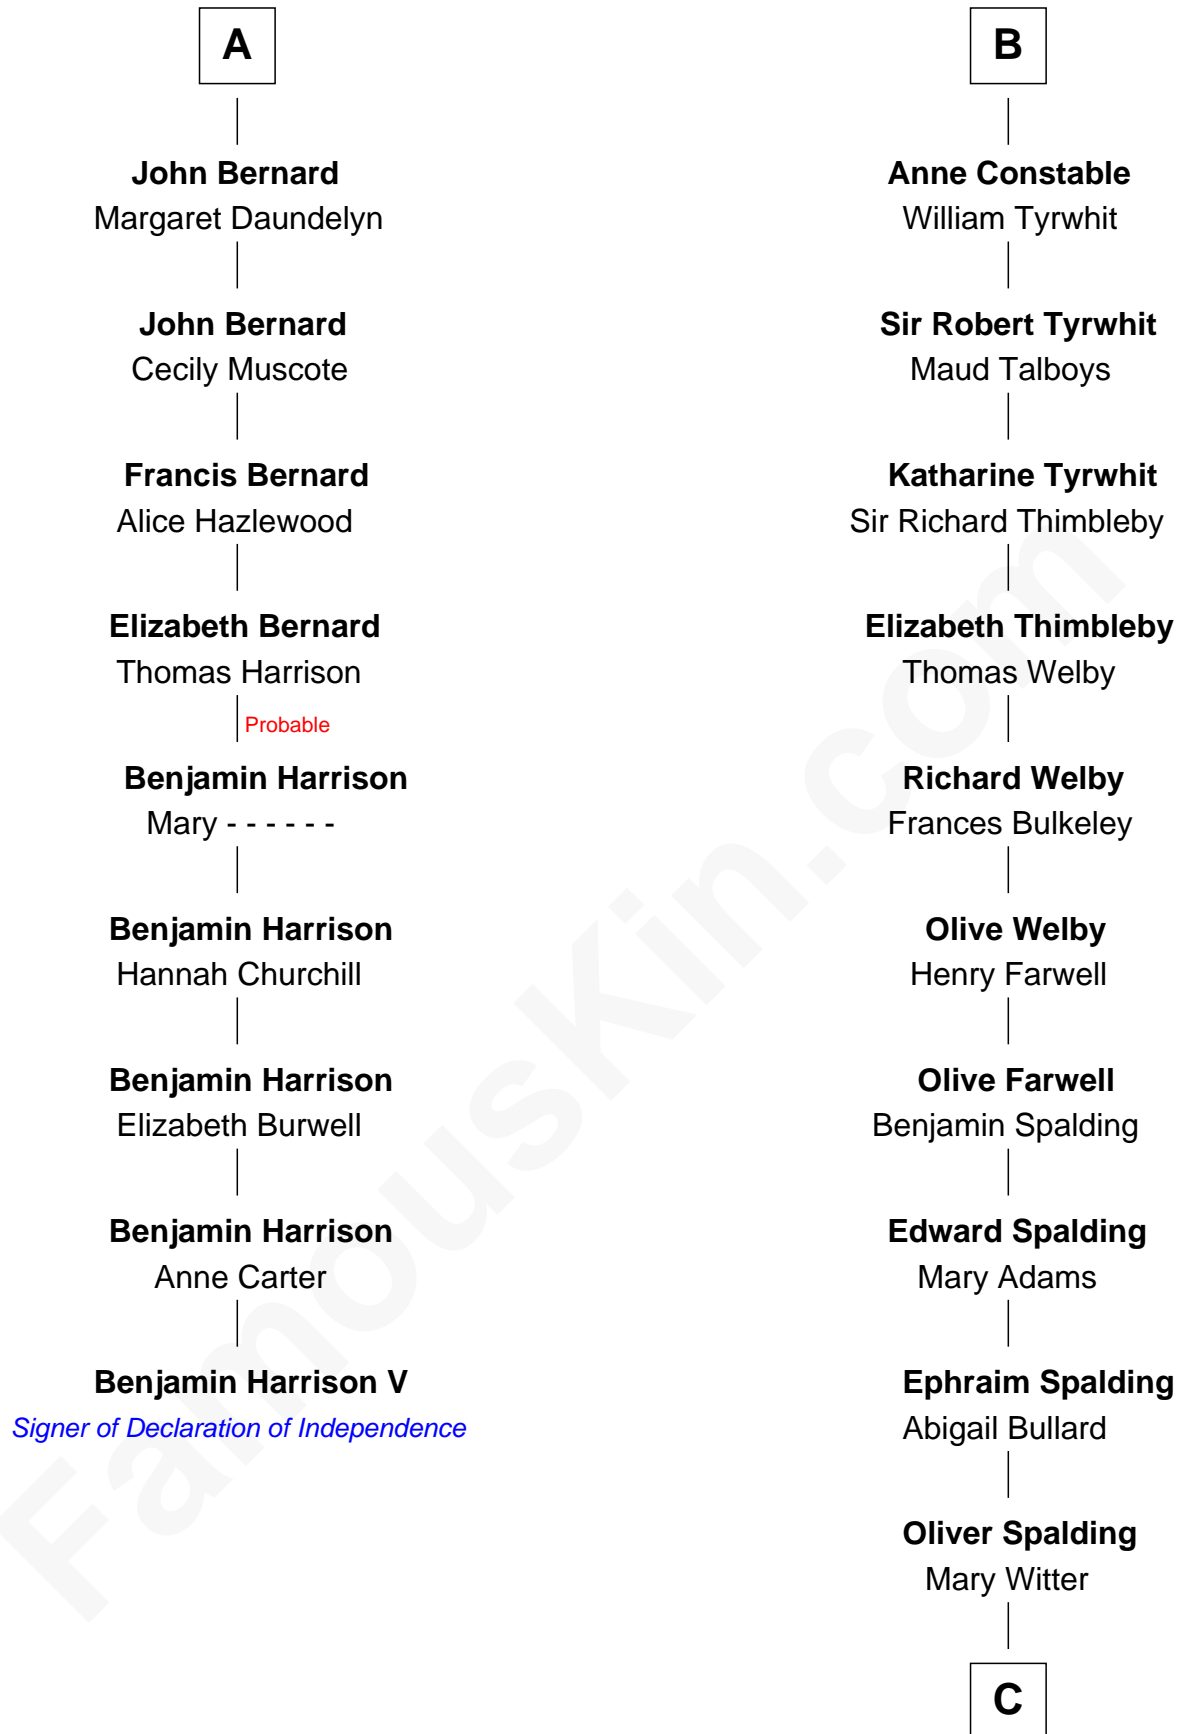 A
John Bernard
Margaret Daundelyn
John Bernard
Cecily Muscote
Francis Bernard
Alice Hazlewood
Elizabeth Bernard
Thomas Harrison
Probable
Benjamin Harrison
Mary - - - - - -
Benjamin Harrison
Hannah Churchill
Benjamin Harrison
Elizabeth Burwell
Benjamin Harrison
Anne Carter
Benjamin Harrison V
Signer of Declaration of Independence
B
Anne Constable
William Tyrwhit
Sir Robert Tyrwhit
Maud Talboys
Katharine Tyrwhit
Sir Richard Thimbleby
Elizabeth Thimbleby
Thomas Welby
Richard Welby
Frances Bulkeley
Olive Welby
Henry Farwell
Olive Farwell
Benjamin Spalding
Edward Spalding
Mary Adams
Ephraim Spalding
Abigail Bullard
Oliver Spalding
Mary Witter
C
FamousKin.com